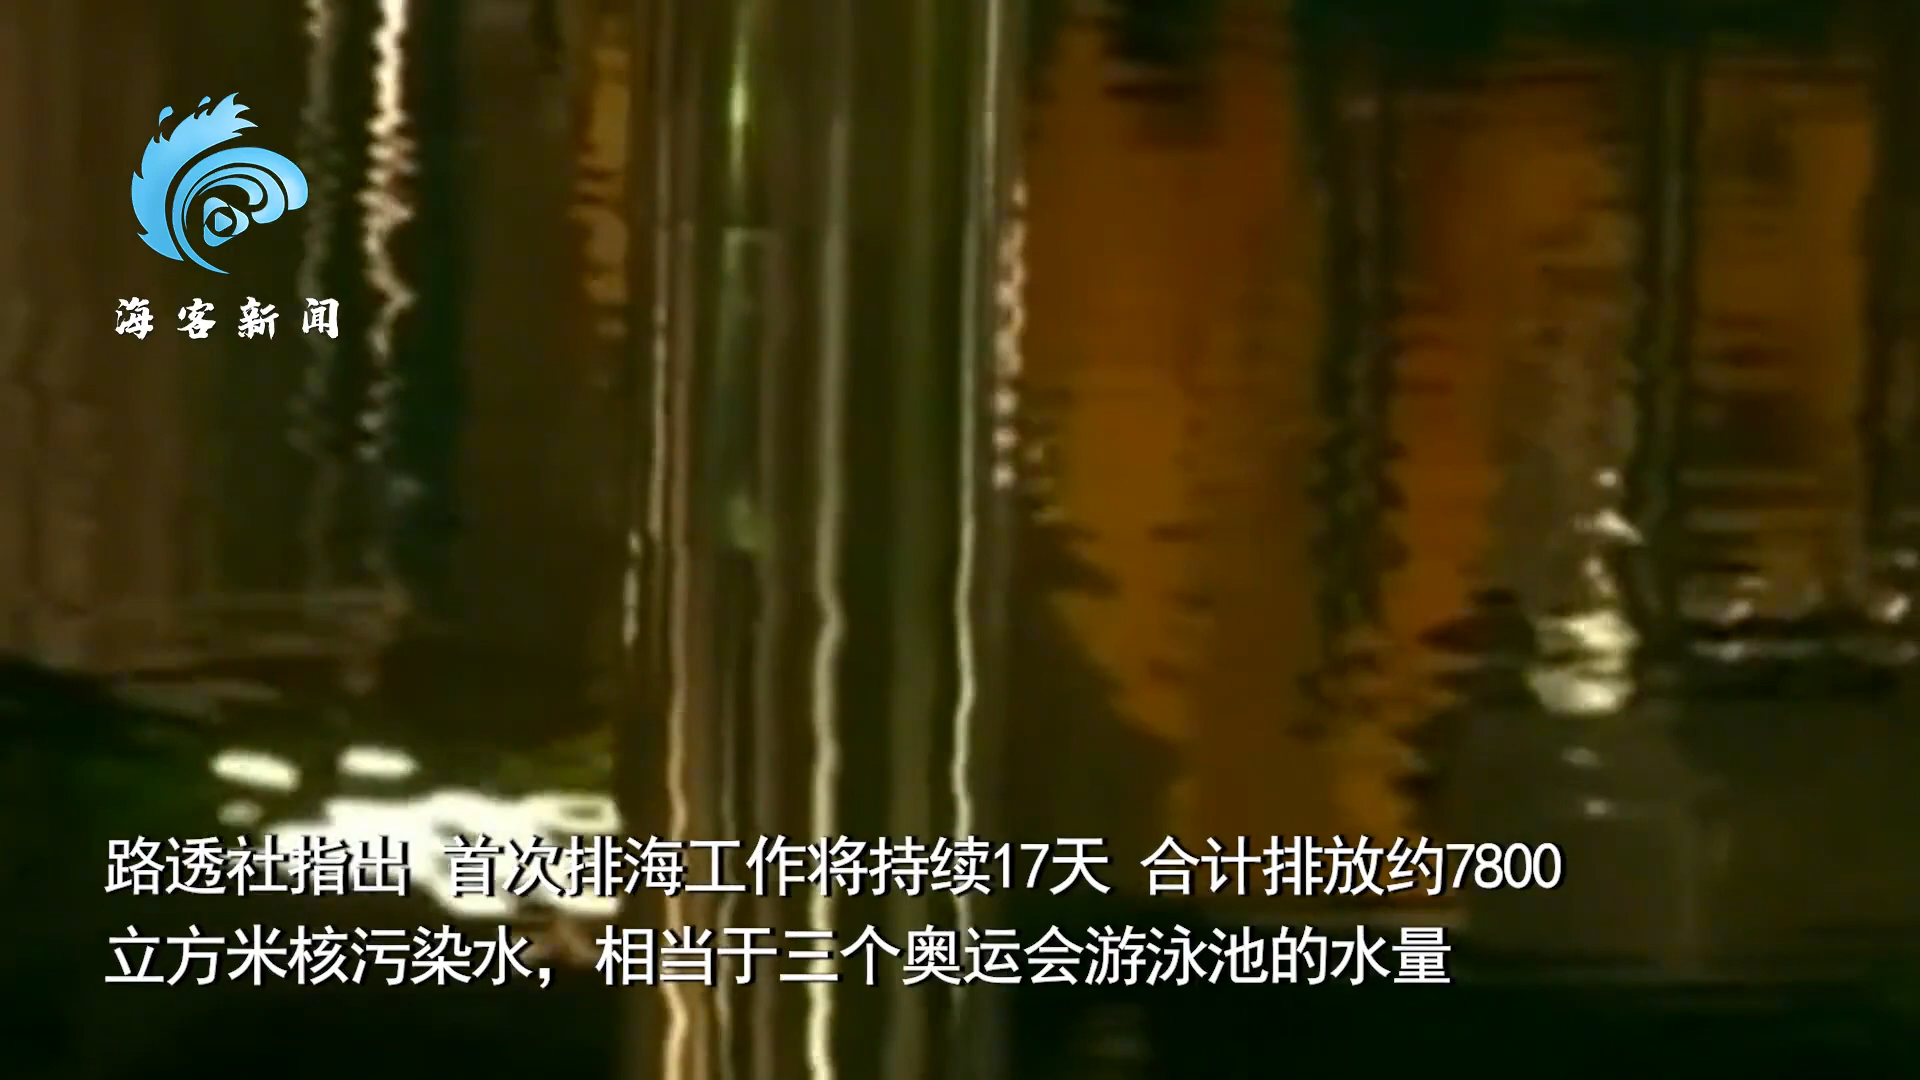 海客新闻
路透社指出 首次排海工作将持续17天 合计排放约7800
立方米核污染水，相当于三个奥运会游泳池的水量